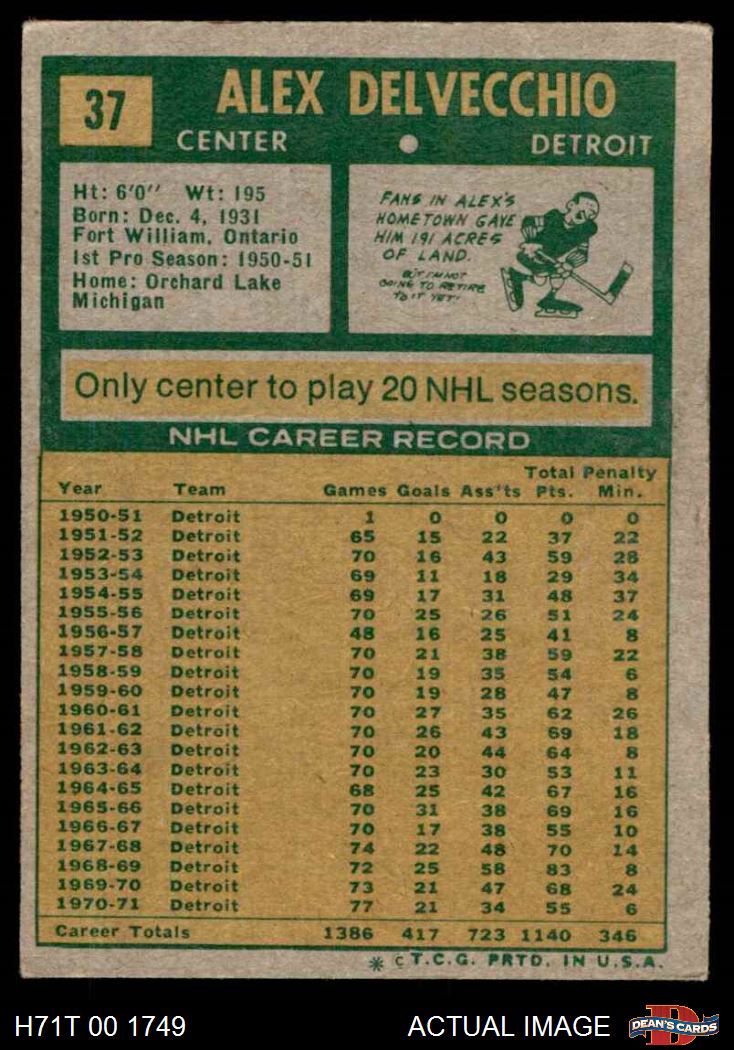 37
ALEX DELVECCHIO
CENTER
DETROIT
Ht: 6'0" Wt: 195
Born: Dec. 4, 1931
Fort William, Ontario
1st Pro Season: 1950-51
Home: Orchard Lake
Michigan
FANS IN ALEX'S
HOMETOWN GAVE
HIM 191 ACRES
OF LAND.
BUT I'M NOT
GOING TO RETIRE
TO IT YET!
Only center to play 20 NHL seasons.
NHL CAREER RECORD
Year Team Games Goals Ass'ts Total Pts. Penalty Min.
1950-51 Detroit 1 0 0 0 0
1951-52 Detroit 65 15 22 37 22
1952-53 Detroit 70 16 43 59 28
1953-54 Detroit 69 11 18 29 34
1954-55 Detroit 69 17 31 48 37
1955-56 Detroit 70 25 26 51 24
1956-57 Detroit 48 16 25 41 8
1957-58 Detroit 70 21 38 59 22
1958-59 Detroit 70 19 35 54 6
1959-60 Detroit 70 19 28 47 8
1960-61 Detroit 70 27 35 62 26
1961-62 Detroit 70 26 43 69 18
1962-63 Detroit 70 20 44 64 8
1963-64 Detroit 70 23 30 53 11
1964-65 Detroit 68 25 42 67 16
1965-66 Detroit 70 31 38 69 16
1966-67 Detroit 70 17 38 55 10
1967-68 Detroit 74 22 48 70 14
1968-69 Detroit 72 25 58 83 8
1969-70 Detroit 73 21 47 68 24
1970-71 Detroit 77 21 34 55 6
Career Totals 1386 417 723 1140 346
* © T.C.G. PRTD. IN U.S.A.
H71T 00 1749
ACTUAL IMAGE
DEAN'S CARDS